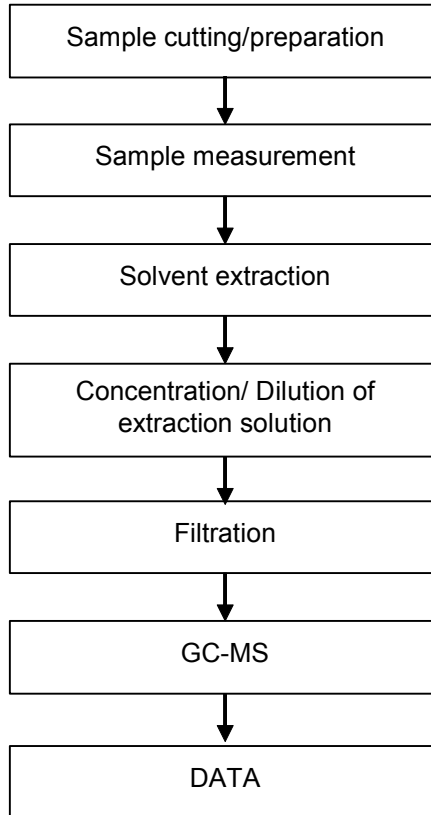 Sample cutting/preparation
Sample measurement
Solvent extraction
Concentration/ Dilution of
extraction solution
Filtration
GC-MS
DATA